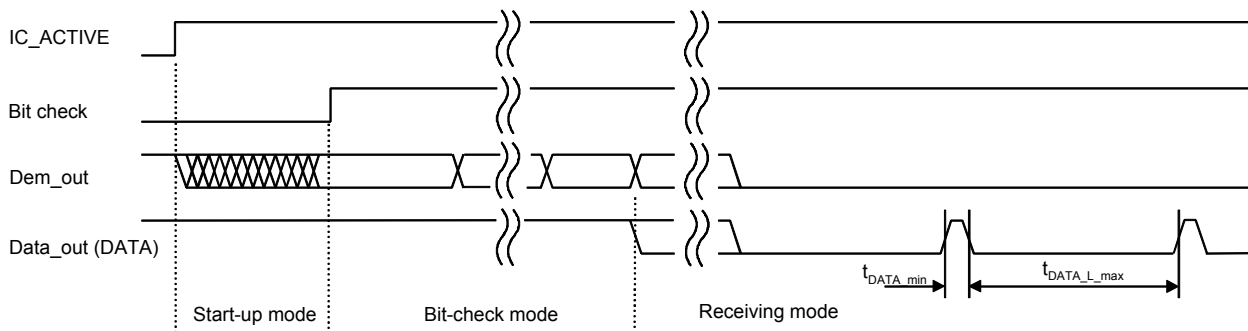 IC_ACTIVE
Bit check
Dem_out
Data_out (DATA)
tDATA_min
tDATA_L_max
Start-up mode
Bit-check mode
Receiving mode